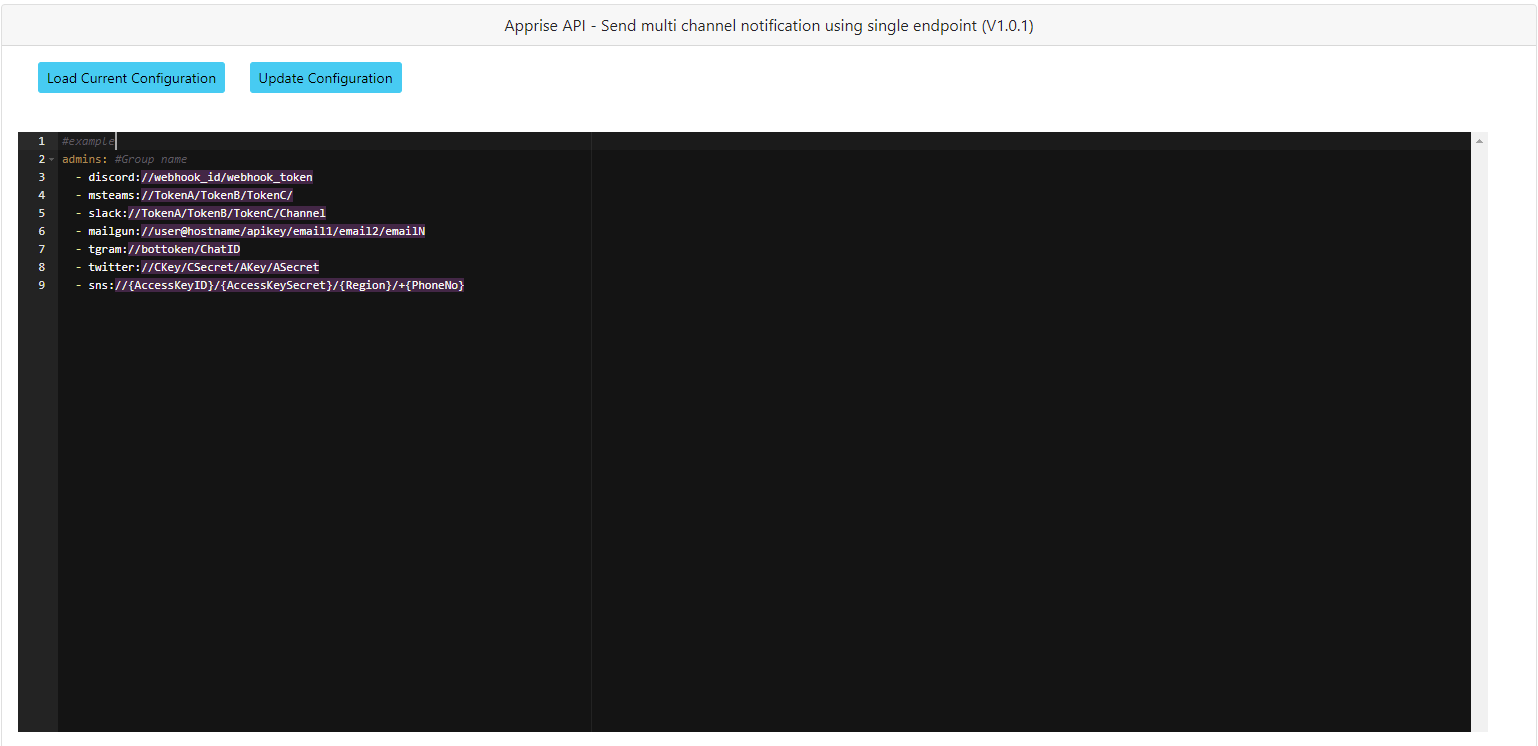 Apprise API - Send multi channel notification using single endpoint (V1.0.1)
Load Current Configuration Update Configuration
1 #example
2 admins: #Group name
3 - discord://webhook_id/webhook_token
4 - msteams://TokenA/TokenB/TokenC/
5 - slack://TokenA/TokenB/TokenC/Channel
6 - mailgun://user@hostname/apikey/email1/email2/emailN
7 - tgram://bottoken/ChatID
8 - twitter://CKey/CSecret/AKey/ASecret
9 - sns://{AccessKeyID}/{AccessKeySecret}/{Region}/+{PhoneNo}